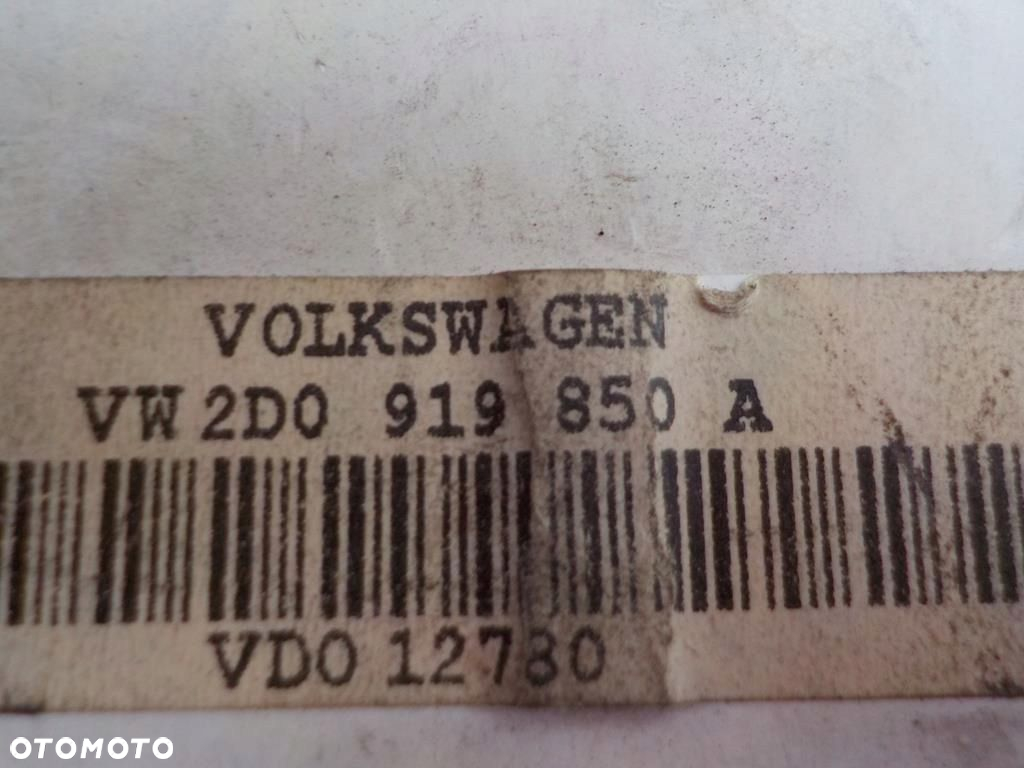 VOLKSWAGEN
VW 2D0 919 850 A
VDO 12780
OTOMOTO